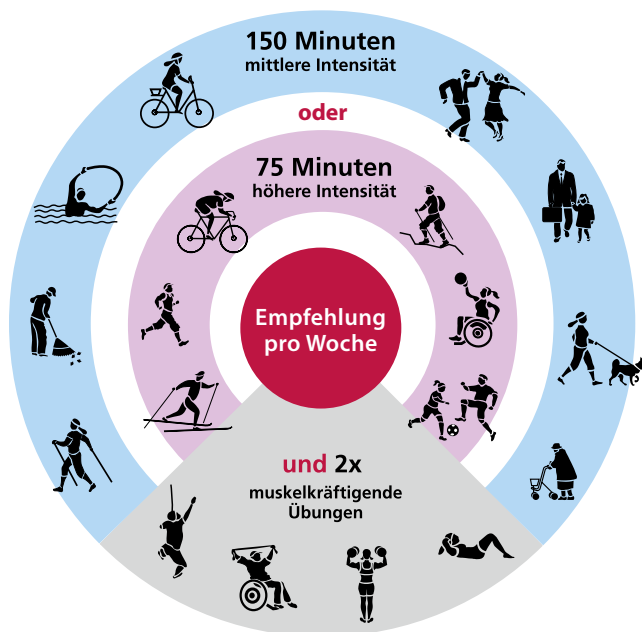 150 Minuten
mittlere Intensität
oder
75 Minuten
höhere Intensität
Empfehlung
pro Woche
und 2x
muskelkräftigende
Übungen